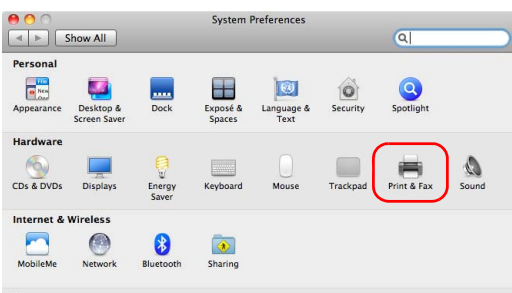 System Preferences
Show All
Personal
Appearance Desktop & Screen Saver Dock Exposé & Spaces Language & Text Security Spotlight
Hardware
CDs & DVDs Displays Energy Saver Keyboard Mouse Trackpad Print & Fax Sound
Internet & Wireless
MobileMe Network Bluetooth Sharing